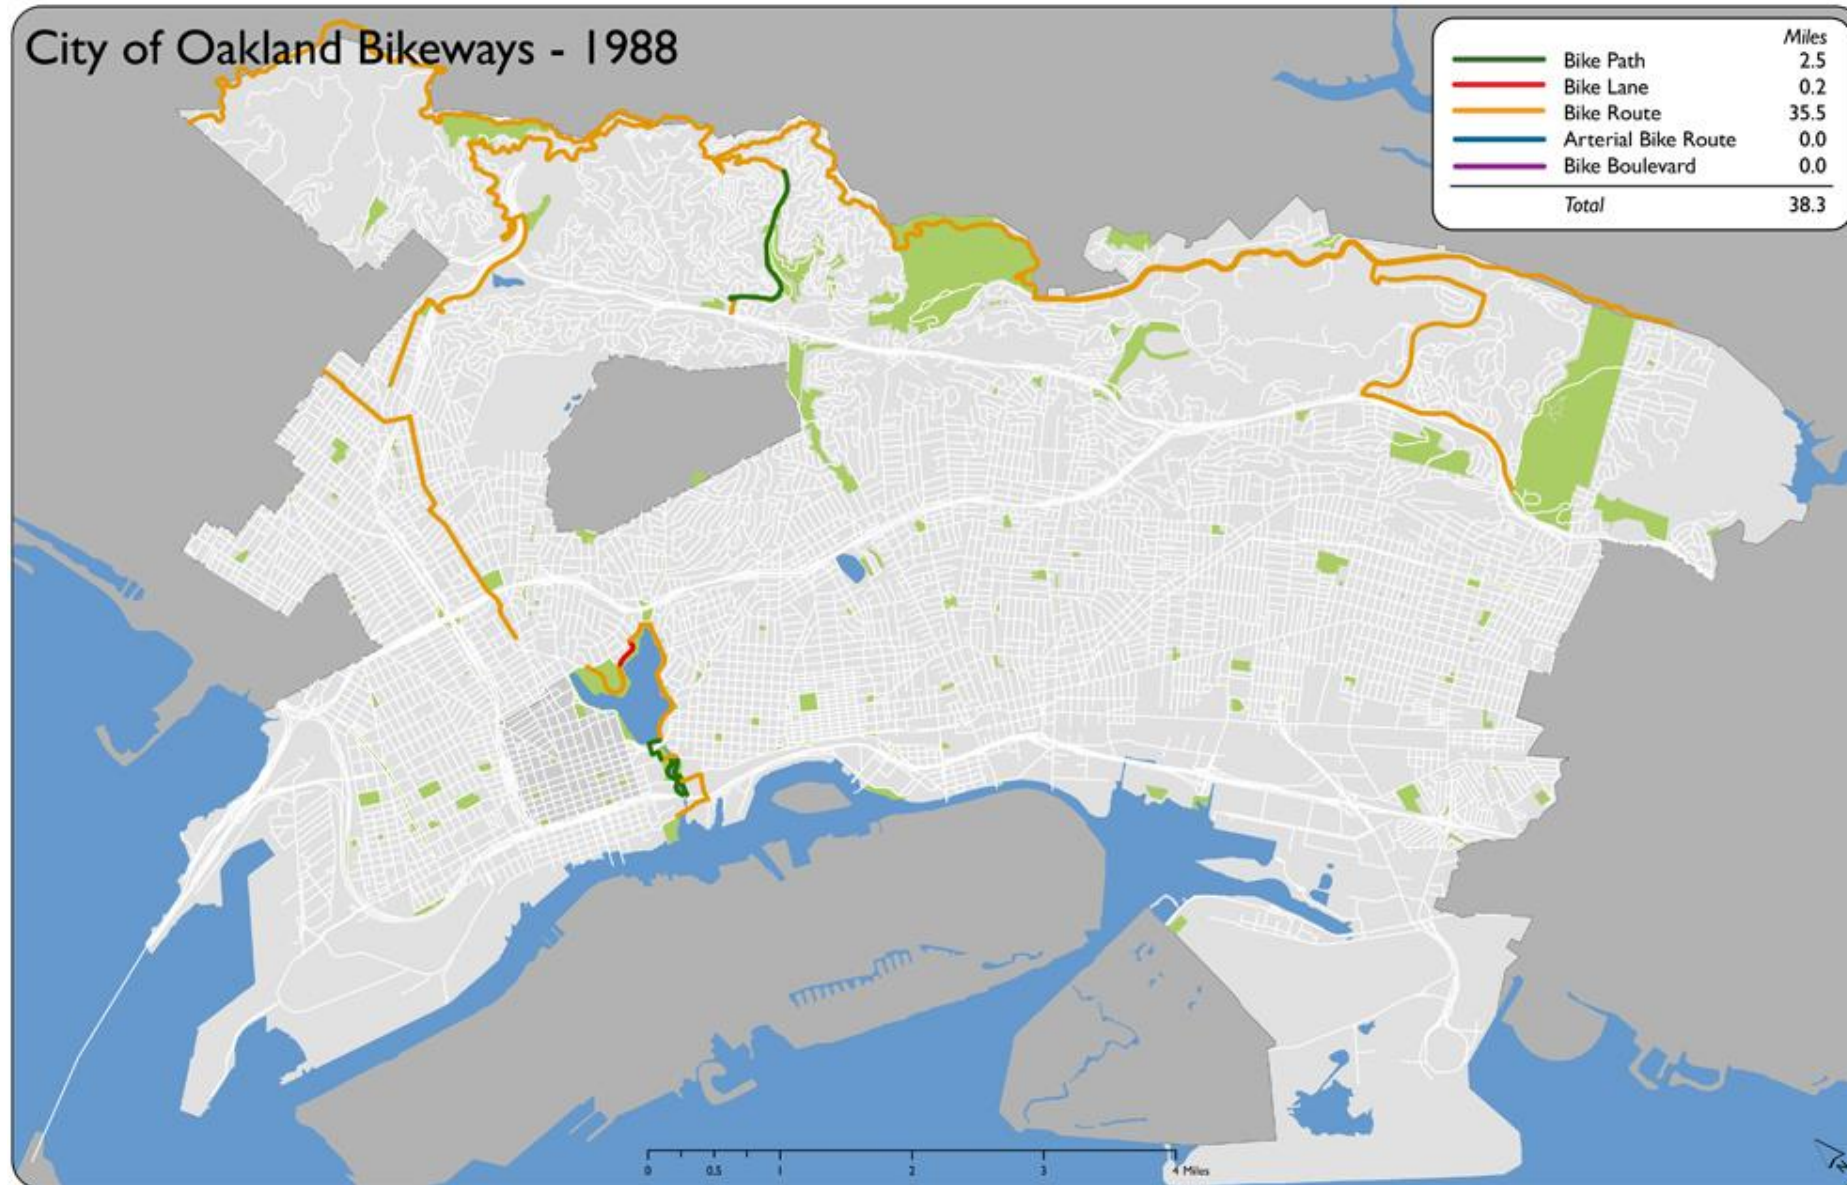 City of Oakland Bikeways - 1988
Miles
Bike Path 2.5
Bike Lane 0.2
Bike Route 35.5
Arterial Bike Route 0.0
Bike Boulevard 0.0
Total 38.3
0 0.5 1 2 3 4 Miles
N